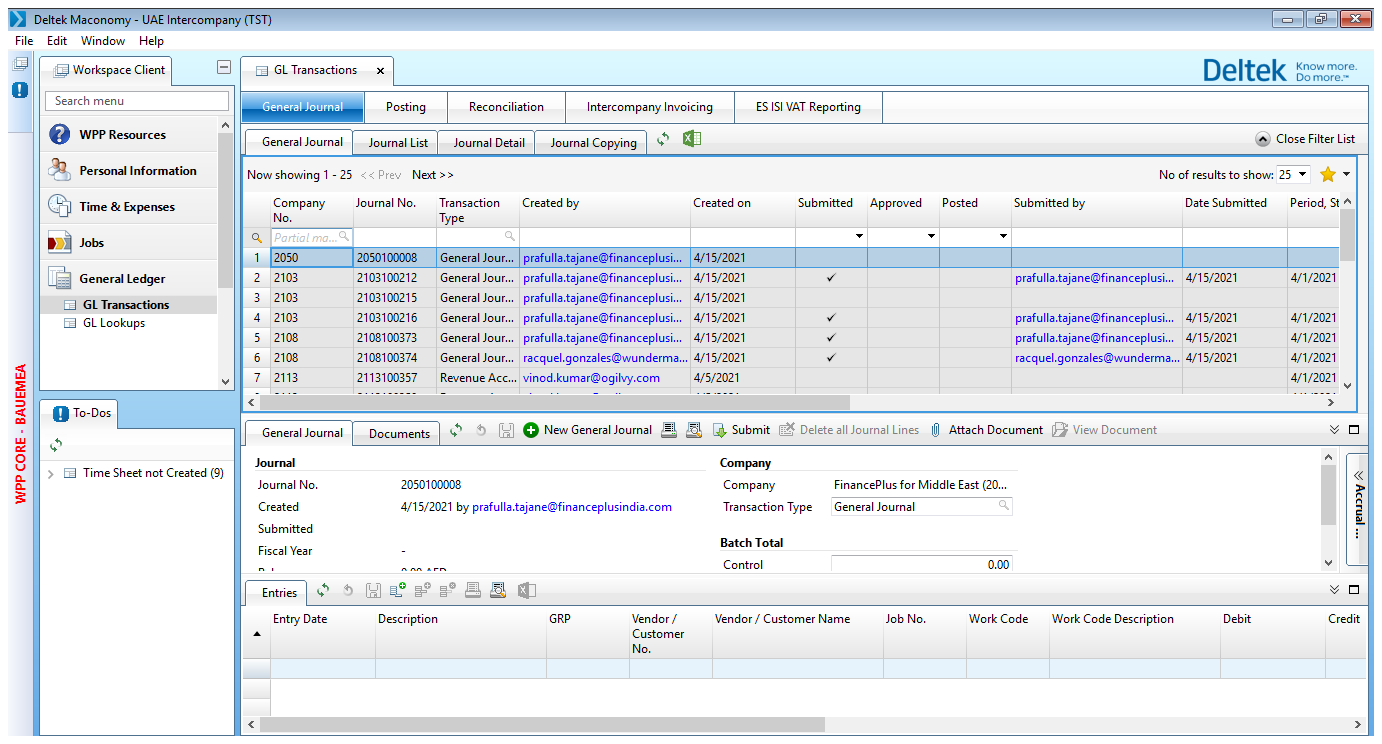 Deltek Maconomy - UAE Intercompany (TST)
File Edit Window Help
WPP CORE - BAUEMEA
Workspace Client
Search menu
WPP Resources
Personal Information
Time & Expenses
Jobs
General Ledger
GL Transactions
GL Lookups
To-Dos
Time Sheet not Created (9)
GL Transactions x
Deltek Know more. Do more.™
General Journal Posting Reconciliation Intercompany Invoicing ES ISI VAT Reporting
General Journal Journal List Journal Detail Journal Copying Close Filter List
Now showing 1 - 25 << Prev Next >> No of results to show: 25
Company No. Journal No. Transaction Type Created by Created on Submitted Approved Posted Submitted by Date Submitted Period, St
Partial ma...
1 2050 2050100008 General Jour... prafulla.tajane@financeplusi... 4/15/2021
2 2103 2103100212 General Jour... prafulla.tajane@financeplusi... 4/15/2021 ✓ prafulla.tajane@financeplusi... 4/15/2021 4/1/2021
3 2103 2103100215 General Jour... prafulla.tajane@financeplusi... 4/15/2021
4 2103 2103100216 General Jour... prafulla.tajane@financeplusi... 4/15/2021 ✓ prafulla.tajane@financeplusi... 4/15/2021 4/1/2021
5 2108 2108100373 General Jour... prafulla.tajane@financeplusi... 4/15/2021 ✓ prafulla.tajane@financeplusi... 4/15/2021 4/1/2021
6 2108 2108100374 General Jour... racquel.gonzales@wunderma... 4/15/2021 ✓ racquel.gonzales@wunderma... 4/15/2021 4/1/2021
7 2113 2113100357 Revenue Acc... vinod.kumar@ogilvy.com 4/5/2021 4/1/2021
General Journal Documents New General Journal Submit Delete all Journal Lines Attach Document View Document
Journal
Journal No. 2050100008
Created 4/15/2021 by prafulla.tajane@financeplusindia.com
Submitted
Fiscal Year -
Company
Company FinancePlus for Middle East (20...
Transaction Type General Journal
Batch Total
Control 0.00
<< Accrual ...
Entries
Entry Date Description GRP Vendor / Customer No. Vendor / Customer Name Job No. Work Code Work Code Description Debit Credit